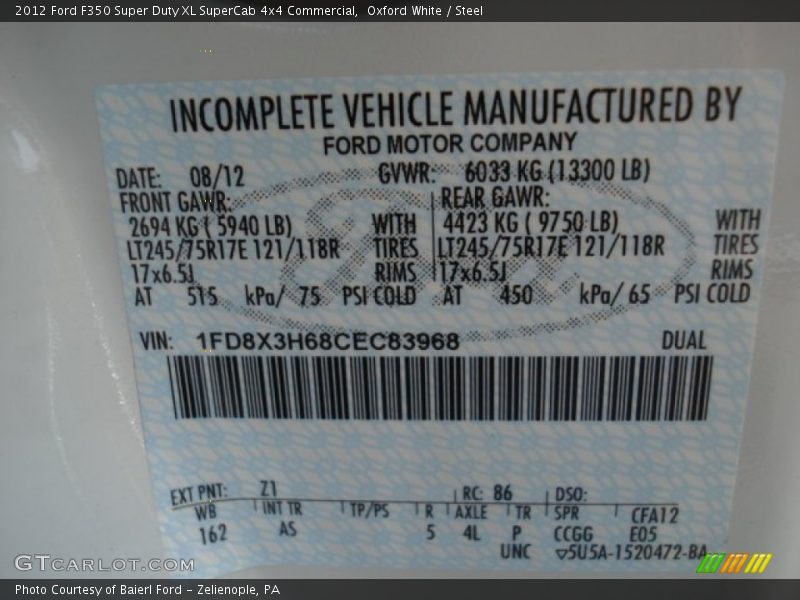 2012 Ford F350 Super Duty XL SuperCab 4x4 Commercial, Oxford White / Steel
INCOMPLETE VEHICLE MANUFACTURED BY
FORD MOTOR COMPANY
DATE: 08/12 GVWR: 6033 KG (13300 LB)
FRONT GAWR: REAR GAWR:
2694 KG ( 5940 LB) WITH 4423 KG ( 9750 LB) WITH
LT245/75R17E 121/118R TIRES LT245/75R17E 121/118R TIRES
17x6.5J RIMS 17x6.5J RIMS
AT 515 kPa/ 75 PSI COLD AT 450 kPa/ 65 PSI COLD
VIN: 1FD8X3H68CEC83968 DUAL
EXT PNT: Z1 RC: 86 DSO:
WB INT TR TP/PS R AXLE TR SPR CFA12
162 AS 5 4L P CCGG E05
UNC ▽5U5A-1520472-BA
GTCARLOT.COM
Photo Courtesy of Baierl Ford - Zelienople, PA